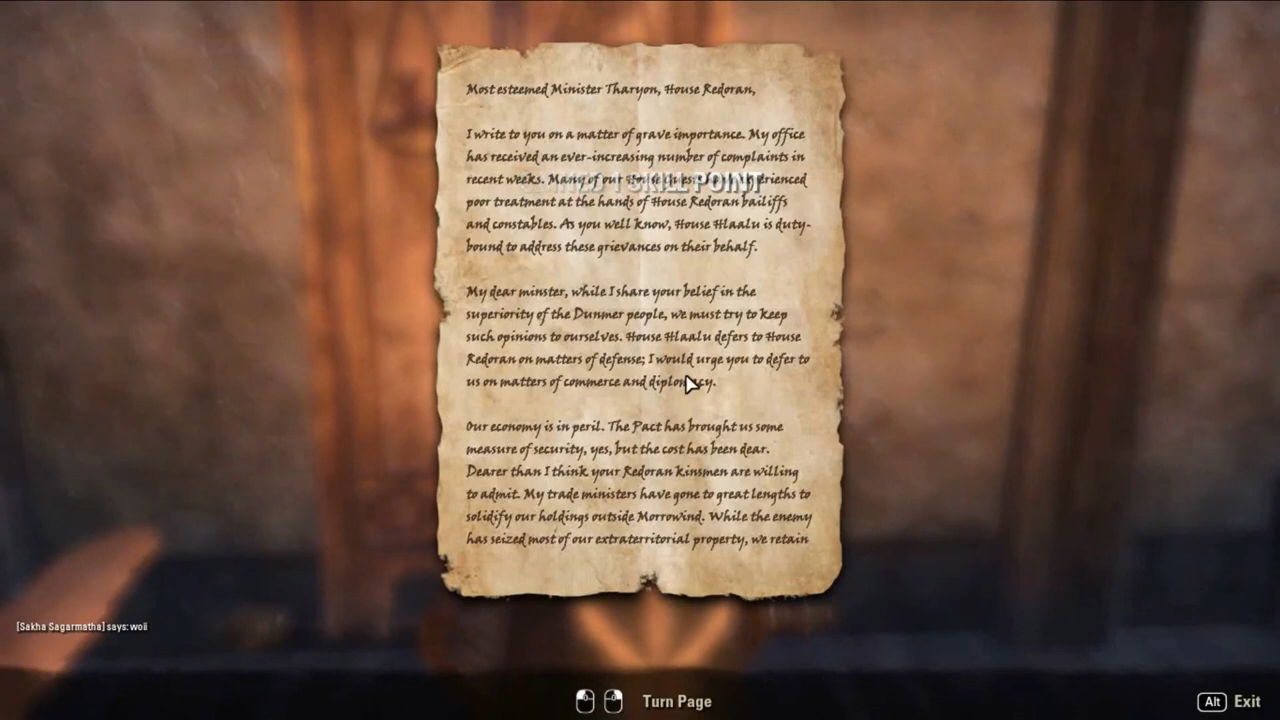 Most esteemed Minister Tharyon, House Redoran,
I write to you on a matter of grave importance. My office
has received an ever-increasing number of complaints in
recent weeks. Many of our House
poor treatment at the hands of House Redoran bailiffs
and constables. As you well know, House Hlaalu is duty-
bound to address these grievances on their behalf.
My dear minster, while I share your belief in the
superiority of the Dunmer people, we must try to keep
such opinions to ourselves. House Hlaalu defers to House
Redoran on matters of defense; I would urge you to defer to
us on matters of commerce and diplomacy.
Our economy is in peril. The Pact has brought us some
measure of security, yes, but the cost has been dear.
Dearer than I think your Redoran kinsmen are willing
to admit. My trade ministers have gone to great lengths to
solidify our holdings outside Morrowind. While the enemy
has seized most of our extraterritorial property, we retain
1 SKILL POINT
[Sakha Sagarmatha] says: woii
Turn Page
Alt Exit